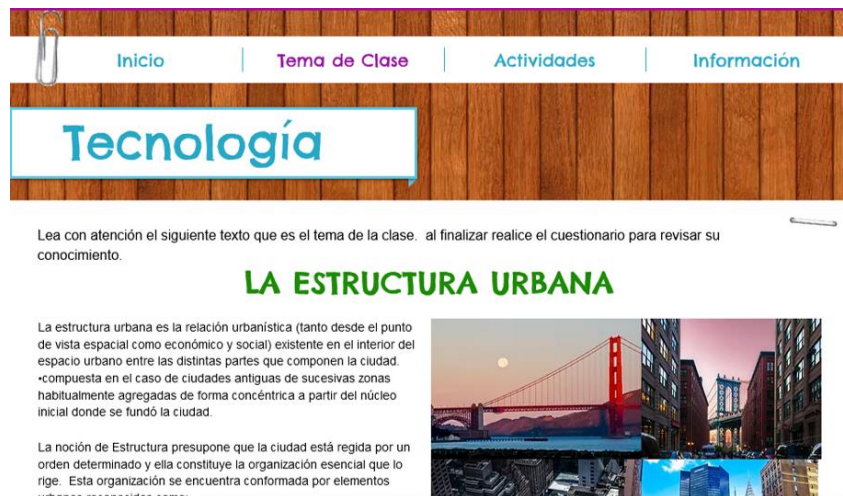 Inicio
Tema de Clase
Actividades
Información
Tecnología
Lea con atención el siguiente texto que es el tema de la clase.  al finalizar realice el cuestionario para revisar su
conocimiento.
LA ESTRUCTURA URBANA
La estructura urbana es la relación urbanística (tanto desde el punto
de vista espacial como económico y social) existente en el interior del
espacio urbano entre las distintas partes que componen la ciudad.
•compuesta en el caso de ciudades antiguas de sucesivas zonas
habitualmente agregadas de forma concéntrica a partir del núcleo
inicial donde se fundó la ciudad.
La noción de Estructura presupone que la ciudad está regida por un
orden determinado y ella constituye la organización esencial que lo
rige.  Esta organización se encuentra conformada por elementos